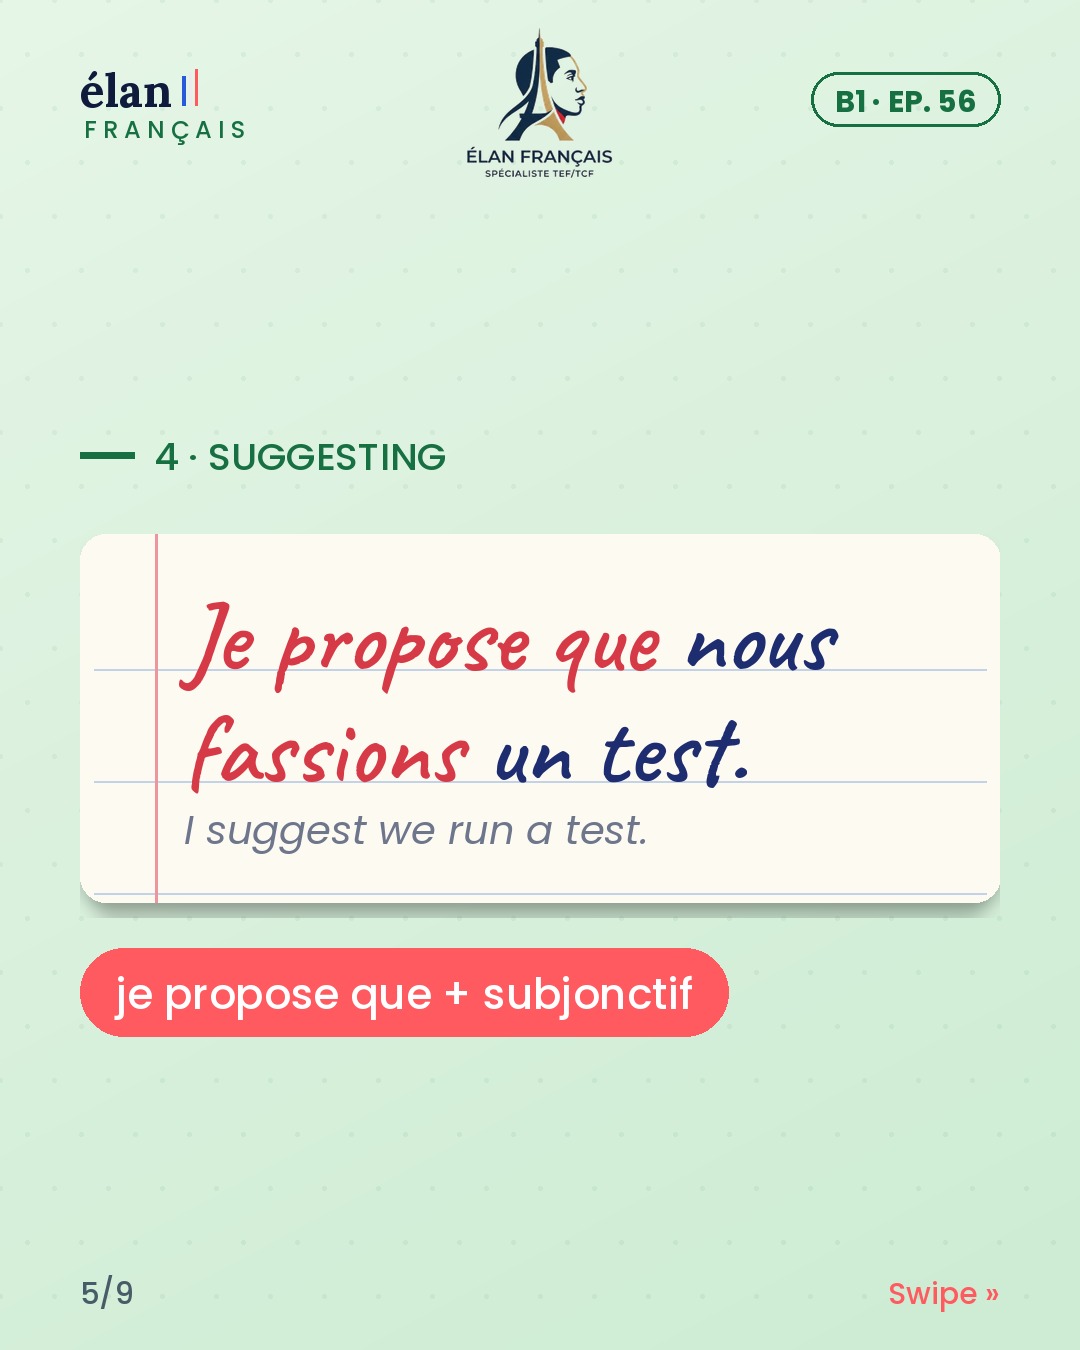 élan
FRANÇAIS
ÉLAN FRANÇAIS
SPÉCIALISTE TEF/TCF
B1 · EP. 56
4 · SUGGESTING
Je propose que nous
fassions un test.
I suggest we run a test.
je propose que + subjonctif
5/9
Swipe »